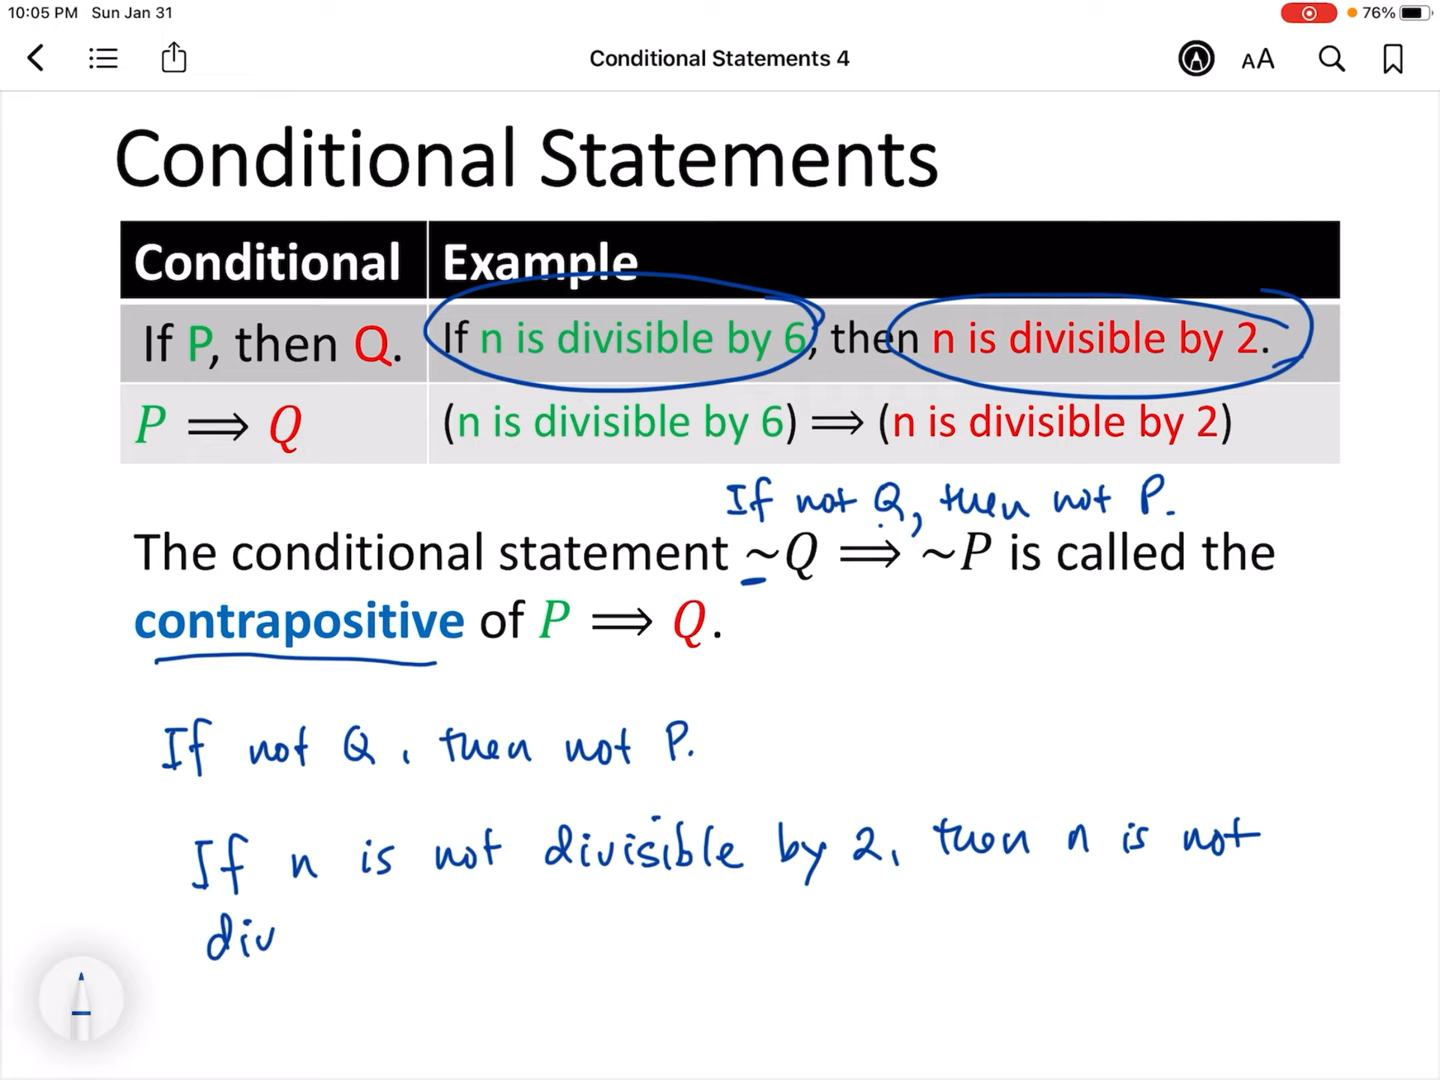 10:05 PM Sun Jan 31
76%
Conditional Statements 4
AA
Conditional Statements
Conditional Example
If P, then Q. If n is divisible by 6, then n is divisible by 2.
P ⟹ Q (n is divisible by 6) ⟹ (n is divisible by 2)
If not Q, then not P.
The conditional statement ~Q ⟹ ~P is called the
contrapositive of P ⟹ Q.
If not Q, then not P.
If n is not divisible by 2, then n is not
div